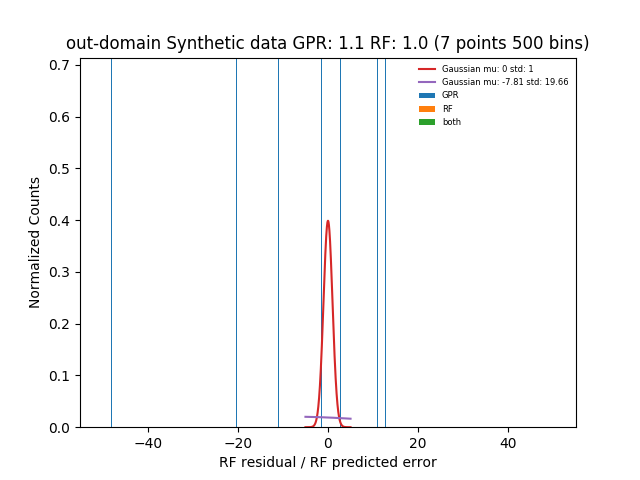 out-domain Synthetic data GPR: 1.1 RF: 1.0 (7 points 500 bins)
Gaussian mu: 0 std: 1
Gaussian mu: -7.81 std: 19.66
GPR
RF
both
Normalized Counts
0.7
0.6
0.5
0.4
0.3
0.2
0.1
0.0
−40 −20 0 20 40
RF residual / RF predicted error